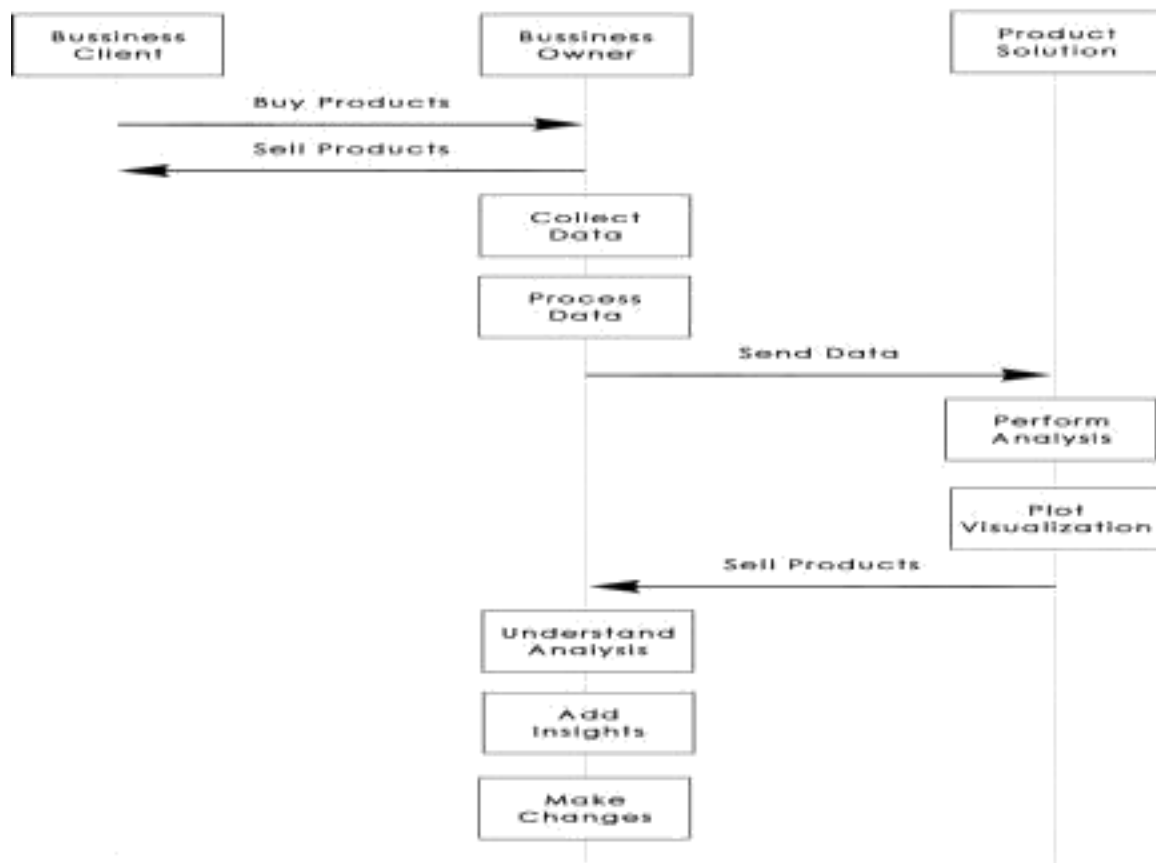 Bussiness
Client
Bussiness
Owner
Product
Solution
Buy Products
Sell Products
Collect
Data
Process
Data
Send Data
Perform
Analysis
Plot
Visualization
Sell Products
Understand
Analysis
Add
Insights
Make
Changes